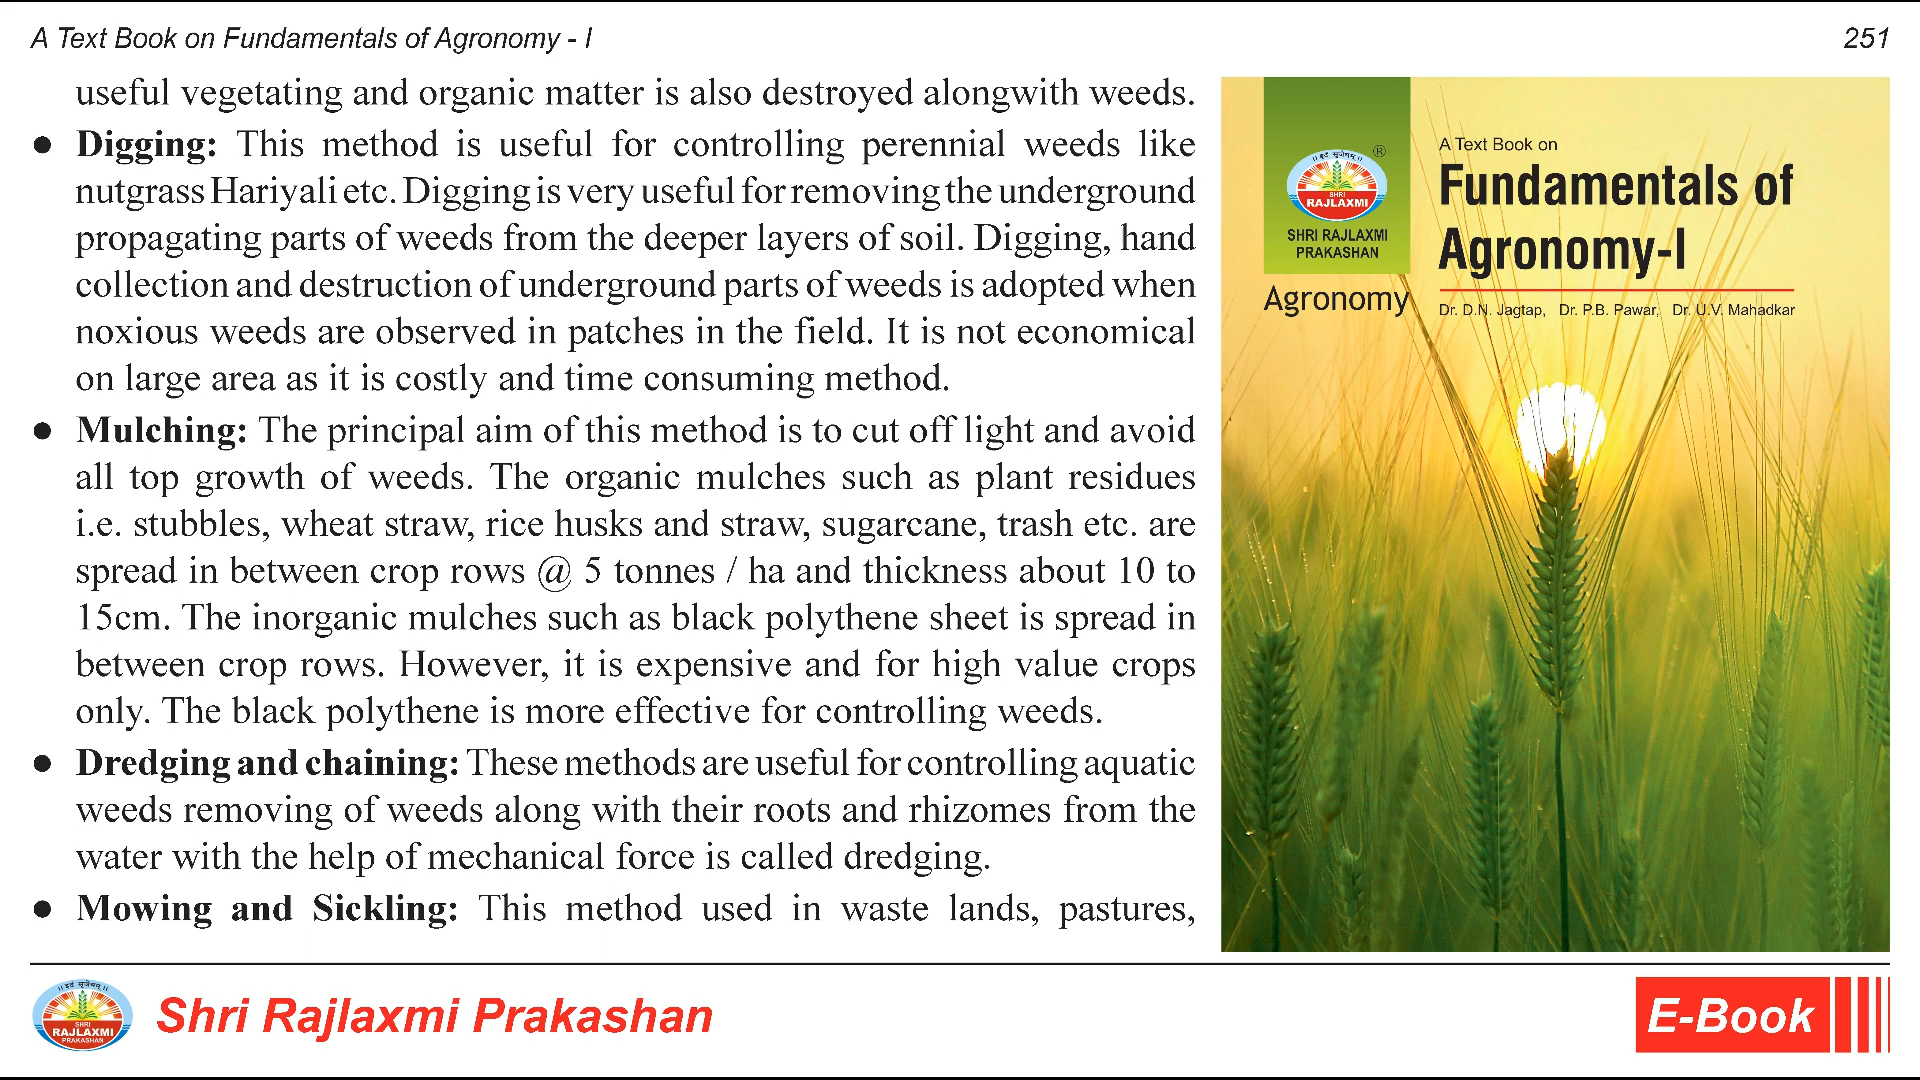 A Text Book on Fundamentals of Agronomy - I
251
useful vegetating and organic matter is also destroyed alongwith weeds.
● Digging: This method is useful for controlling perennial weeds like
nutgrass Hariyali etc. Digging is very useful for removing the underground
propagating parts of weeds from the deeper layers of soil. Digging, hand
collection and destruction of underground parts of weeds is adopted when
noxious weeds are observed in patches in the field. It is not economical
on large area as it is costly and time consuming method.
● Mulching: The principal aim of this method is to cut off light and avoid
all top growth of weeds. The organic mulches such as plant residues
i.e. stubbles, wheat straw, rice husks and straw, sugarcane, trash etc. are
spread in between crop rows @ 5 tonnes / ha and thickness about 10 to
15cm. The inorganic mulches such as black polythene sheet is spread in
between crop rows. However, it is expensive and for high value crops
only. The black polythene is more effective for controlling weeds.
● Dredging and chaining: These methods are useful for controlling aquatic
weeds removing of weeds along with their roots and rhizomes from the
water with the help of mechanical force is called dredging.
● Mowing and Sickling: This method used in waste lands, pastures,
®
SHRI
RAJLAXMI
SHRI RAJLAXMI
PRAKASHAN
Agronomy
A Text Book on
Fundamentals of
Agronomy-I
Dr. D.N. Jagtap, Dr. P.B. Pawar, Dr. U.V. Mahadkar
SHRI
RAJLAXMI
PRAKASHAN
Shri Rajlaxmi Prakashan
E-Book